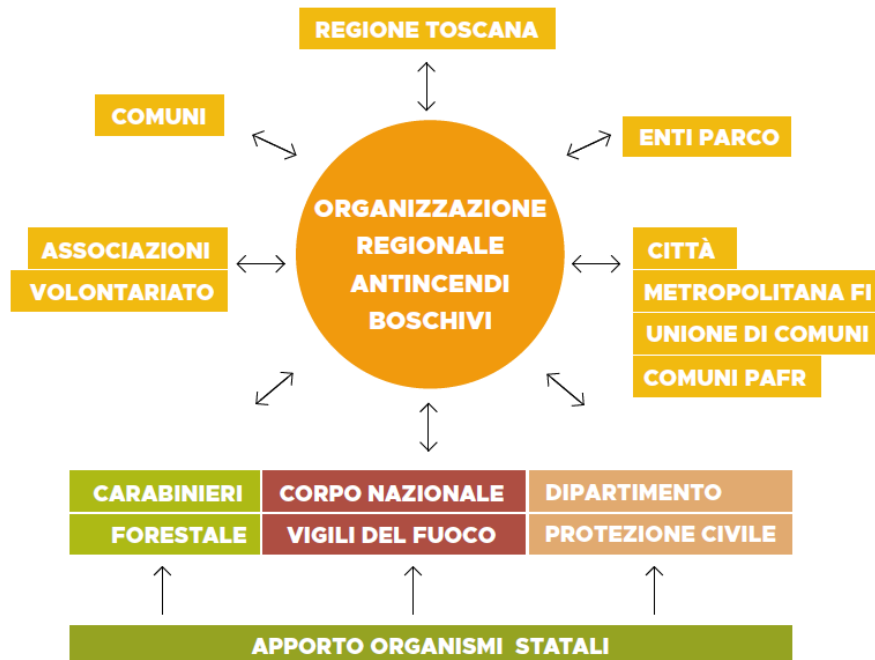 REGIONE TOSCANA
COMUNI
ENTI PARCO
ORGANIZZAZIONE
REGIONALE
ANTINCENDI
BOSCHIVI
ASSOCIAZIONI
VOLONTARIATO
CITTÀ
METROPOLITANA FI
UNIONE DI COMUNI
COMUNI PAFR
CARABINIERI
FORESTALE
CORPO NAZIONALE
VIGILI DEL FUOCO
DIPARTIMENTO
PROTEZIONE CIVILE
APPORTO ORGANISMI STATALI